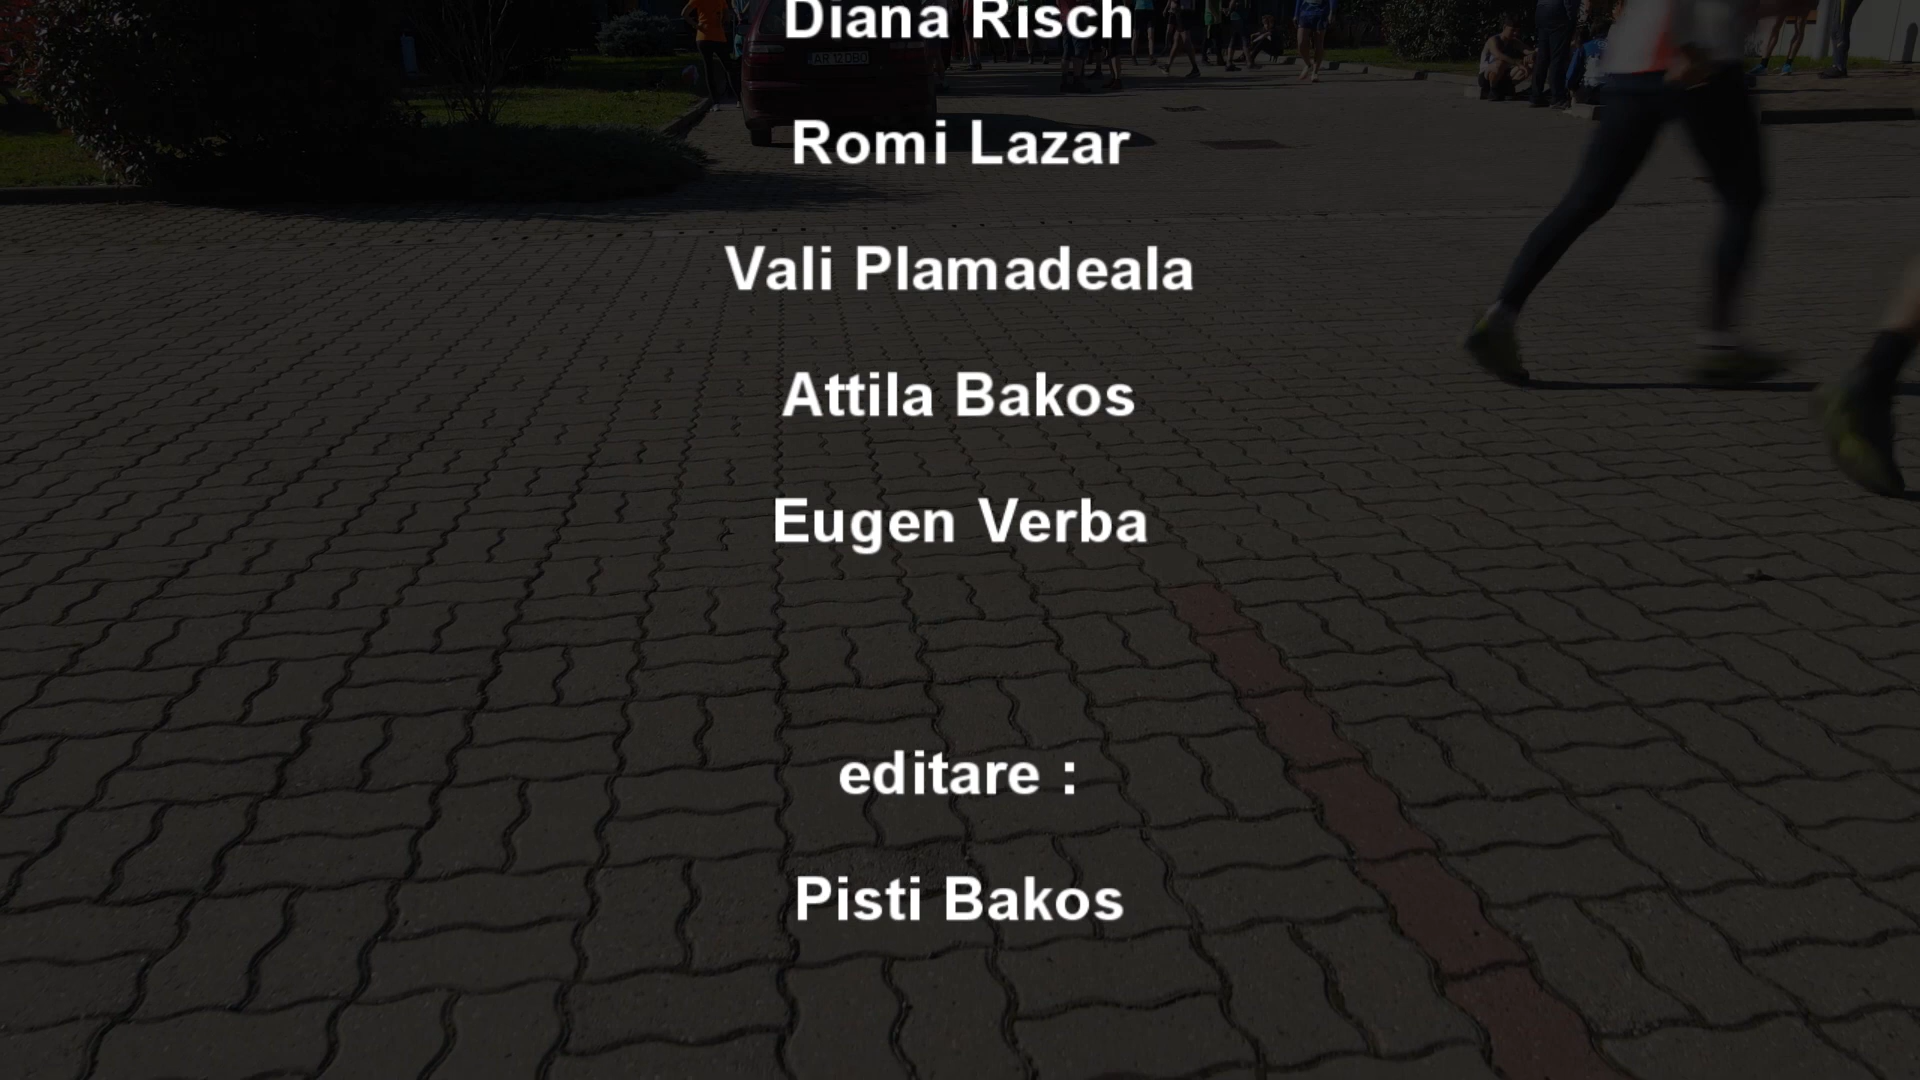 Diana Risch
Romi Lazar
Vali Plamadeala
Attila Bakos
Eugen Verba
editare :
Pisti Bakos